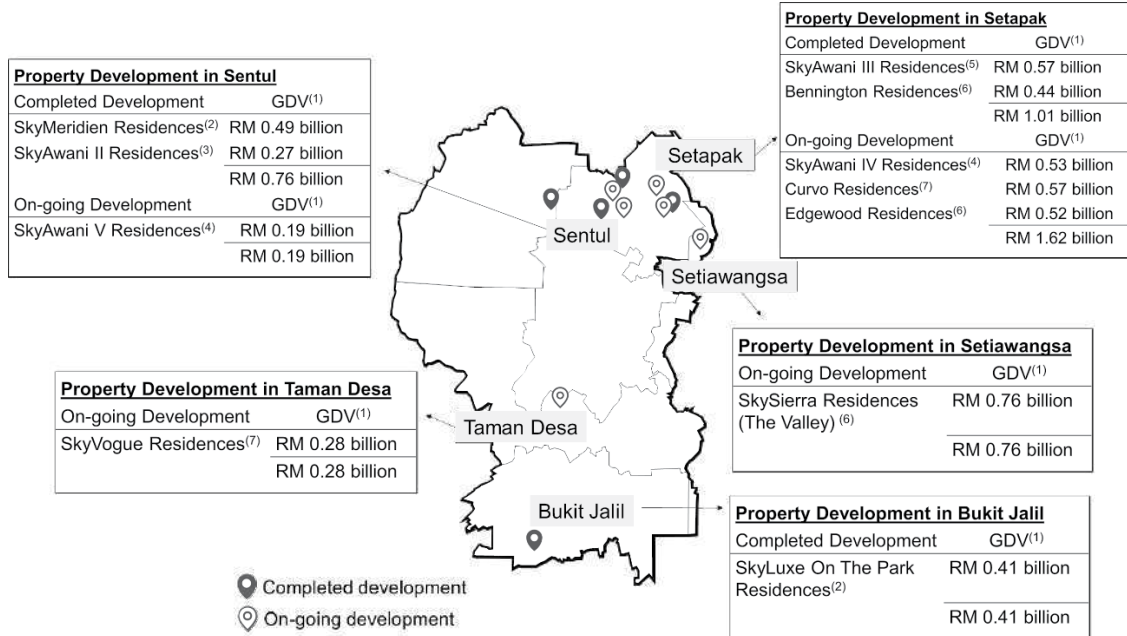 Property Development in Setapak
Completed Development GDV(1)
SkyAwani III Residences(5) RM 0.57 billion
Bennington Residences(6) RM 0.44 billion
RM 1.01 billion
On-going Development GDV(1)
SkyAwani IV Residences(4) RM 0.53 billion
Curvo Residences(7) RM 0.57 billion
Edgewood Residences(6) RM 0.52 billion
RM 1.62 billion
Property Development in Sentul
Completed Development GDV(1)
SkyMeridien Residences(2) RM 0.49 billion
SkyAwani II Residences(3) RM 0.27 billion
RM 0.76 billion
On-going Development GDV(1)
SkyAwani V Residences(4) RM 0.19 billion
RM 0.19 billion
Setapak
Sentul
Setiawangsa
Property Development in Setiawangsa
On-going Development GDV(1)
SkySierra Residences RM 0.76 billion
(The Valley) (6)
RM 0.76 billion
Property Development in Taman Desa
On-going Development GDV(1)
SkyVogue Residences(7) RM 0.28 billion
RM 0.28 billion
Taman Desa
Bukit Jalil
Property Development in Bukit Jalil
Completed Development GDV(1)
SkyLuxe On The Park RM 0.41 billion
Residences(2)
RM 0.41 billion
Completed development
On-going development